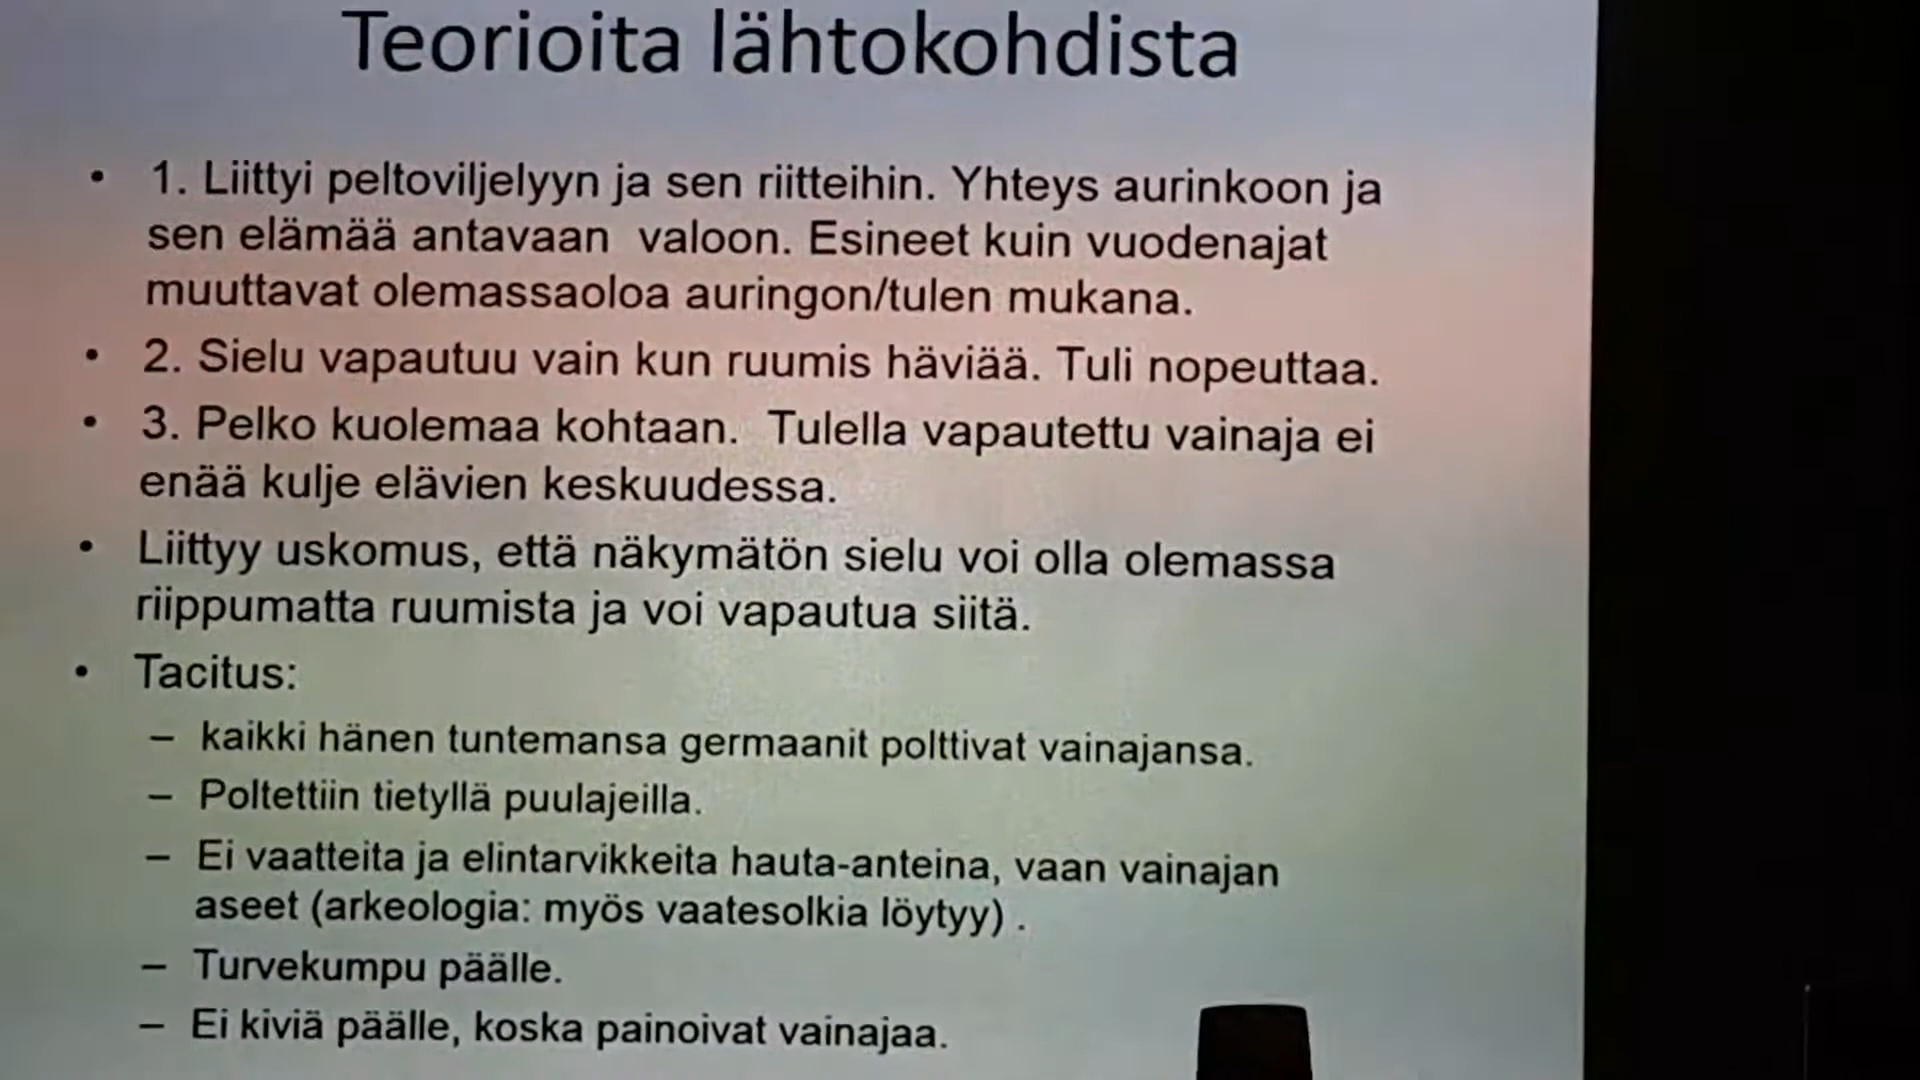 Teorioita lähtokohdista
• 1. Liittyi peltoviljelyyn ja sen riitteihin. Yhteys aurinkoon ja
sen elämää antavaan valoon. Esineet kuin vuodenajat
muuttavat olemassaoloa auringon/tulen mukana.
• 2. Sielu vapautuu vain kun ruumis häviää. Tuli nopeuttaa.
• 3. Pelko kuolemaa kohtaan. Tulella vapautettu vainaja ei
enää kulje elävien keskuudessa.
• Liittyy uskomus, että näkymätön sielu voi olla olemassa
riippumatta ruumista ja voi vapautua siitä.
• Tacitus:
– kaikki hänen tuntemansa germaanit polttivat vainajansa.
– Poltettiin tietyllä puulajeilla.
– Ei vaatteita ja elintarvikkeita hauta-anteina, vaan vainajan
aseet (arkeologia: myös vaatesolkia löytyy) .
– Turvekumpu päälle.
– Ei kiviä päälle, koska painoivat vainajaa.